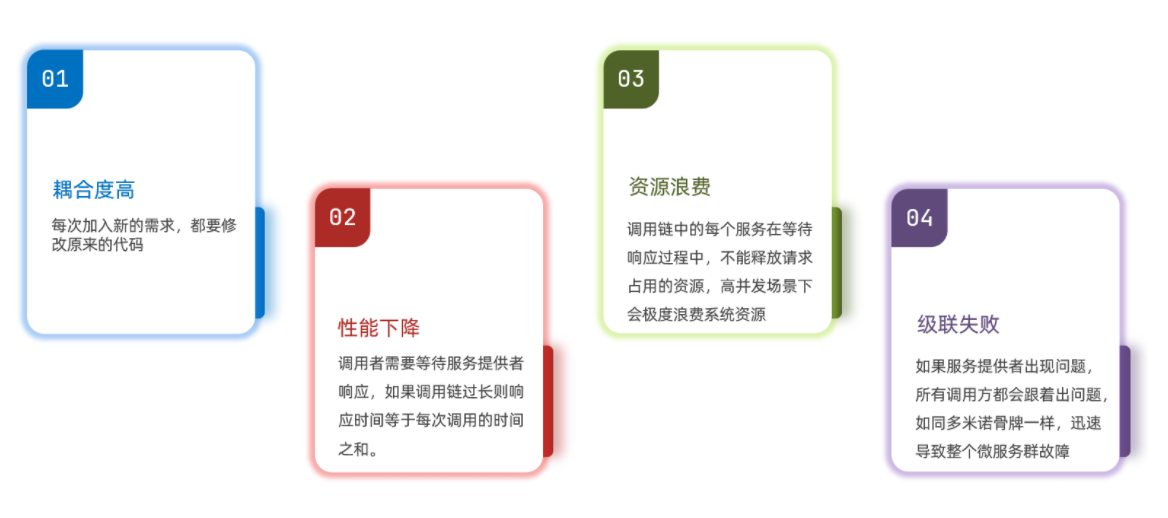 01
耦合度高
每次加入新的需求，都要修
改原来的代码
02
性能下降
调用者需要等待服务提供者
响应，如果调用链过长则响
应时间等于每次调用的时间
之和。
03
资源浪费
调用链中的每个服务在等待
响应过程中，不能释放请求
占用的资源，高并发场景下
会极度浪费系统资源
04
级联失败
如果服务提供者出现问题，
所有调用方都会跟着出问题，
如同多米诺骨牌一样，迅速
导致整个微服务群故障